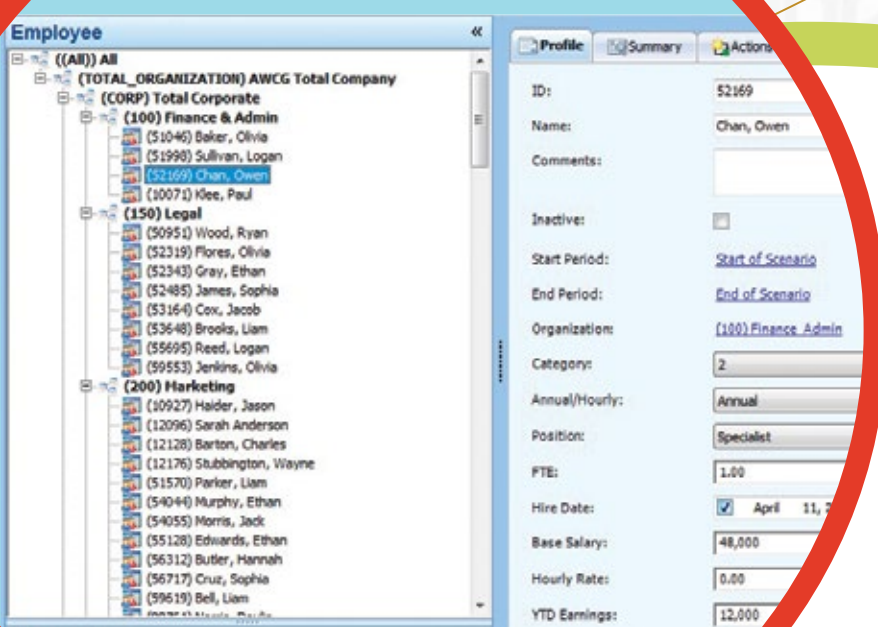 Employee «
((All)) All
(TOTAL_ORGANIZATION) AWCG Total Company
(CORP) Total Corporate
(100) Finance & Admin
(51046) Baker, Olivia
(51998) Sullivan, Logan
(52169) Chan, Owen
(10071) Klee, Paul
(150) Legal
(50951) Wood, Ryan
(52319) Flores, Olivia
(52343) Gray, Ethan
(52485) James, Sophia
(53164) Cox, Jacob
(53648) Brooks, Liam
(55695) Reed, Logan
(59553) Jenkins, Olivia
(200) Marketing
(10927) Haider, Jason
(12096) Sarah Anderson
(12128) Barton, Charles
(12176) Stubbington, Wayne
(51570) Parker, Liam
(54044) Murphy, Ethan
(54055) Morris, Jack
(55128) Edwards, Ethan
(56312) Butler, Hannah
(56717) Cruz, Sophia
(59619) Bell, Liam
Profile Summary Actions
ID: 52169
Name: Chan, Owen
Comments:
Inactive:
Start Period: Start of Scenario
End Period: End of Scenario
Organization: (100) Finance Admin
Category: 2
Annual/Hourly: Annual
Position: Specialist
FTE: 1.00
Hire Date: April 11,
Base Salary: 48,000
Hourly Rate: 0.00
YTD Earnings: 12,000